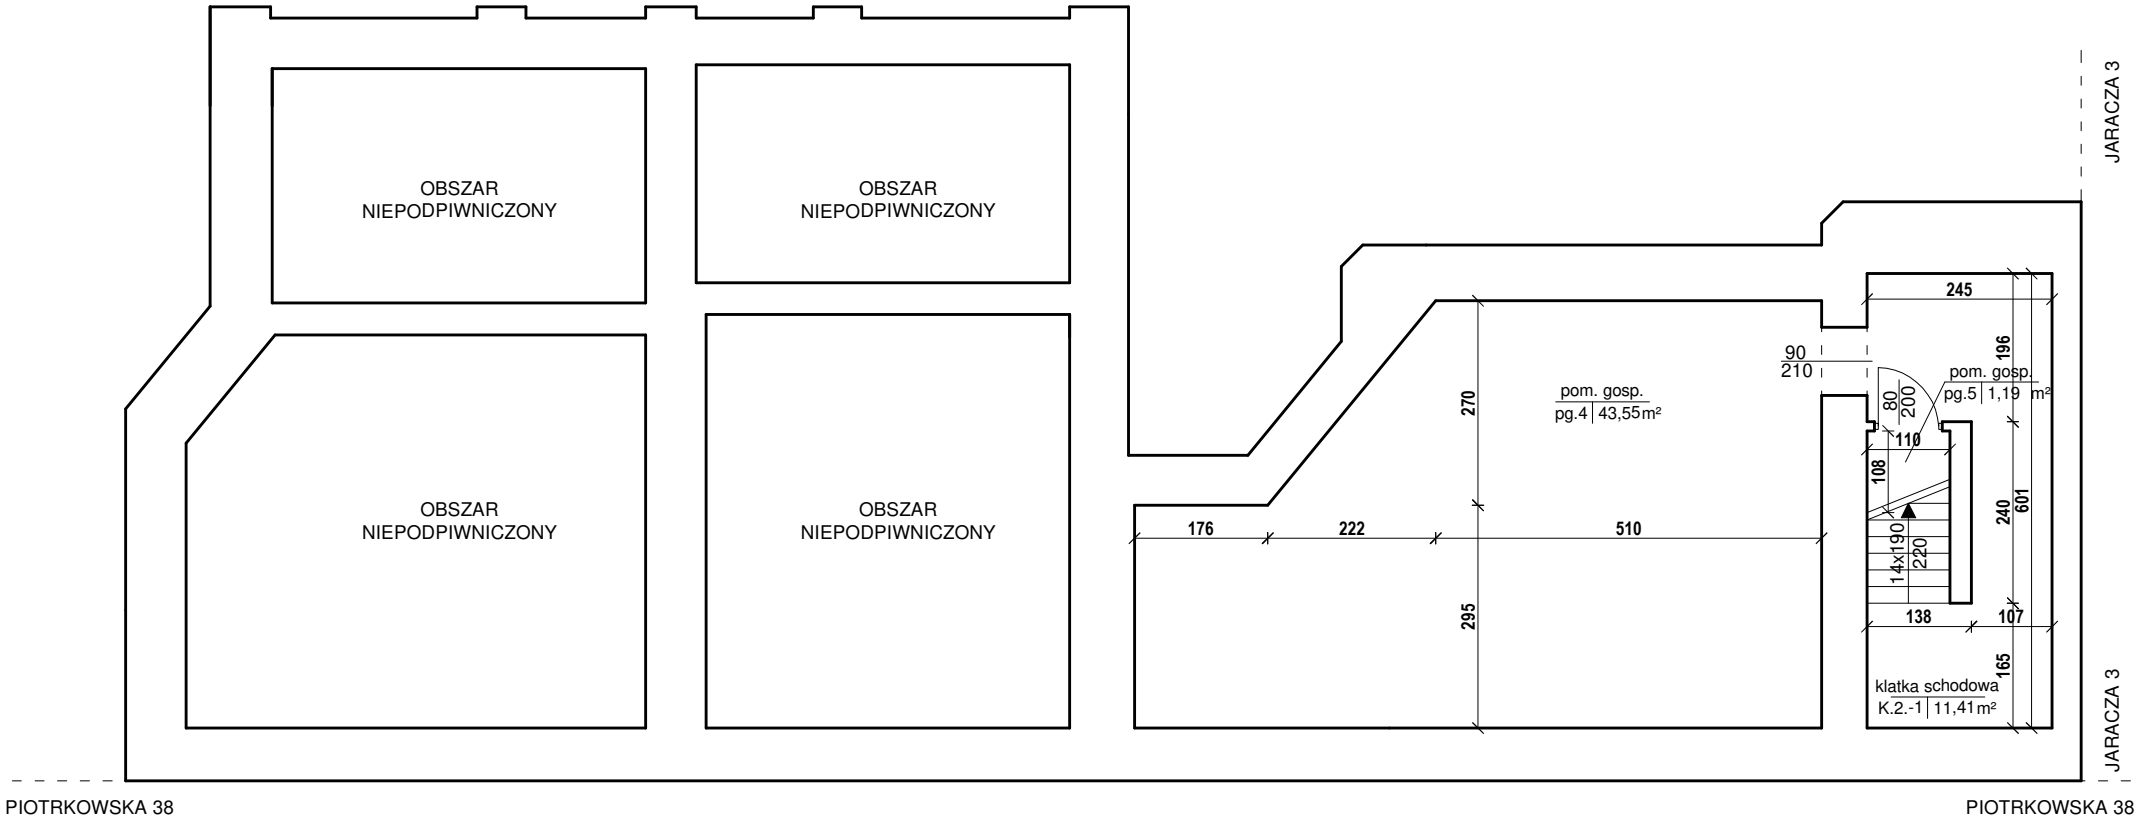 JARACZA 3
OBSZAR
NIEPODPIWNICZONY
OBSZAR
NIEPODPIWNICZONY
245
90
210
196
pom. gosp.
pg.5 1,19 m²
80
200
270
pom. gosp.
pg.4 43,55m²
110
108
OBSZAR
NIEPODPIWNICZONY
OBSZAR
NIEPODPIWNICZONY
176
222
510
240
601
14x190
220
295
138
107
165
klatka schodowa
K.2.-1 11,41m²
JARACZA 3
PIOTRKOWSKA 38
PIOTRKOWSKA 38